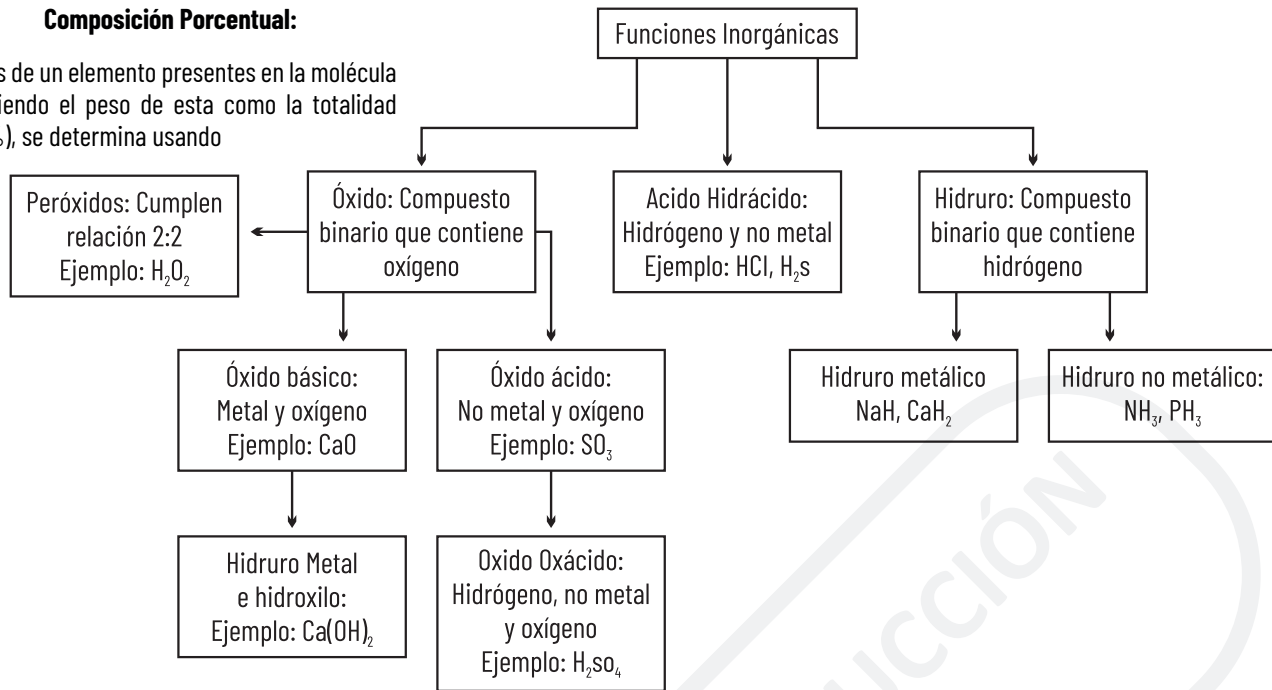 Composición Porcentual:
s de un elemento presentes en la molécula
iendo el peso de esta como la totalidad
), se determina usando
Funciones Inorgánicas
Peróxidos: Cumplen
relación 2:2
Ejemplo: H₂O₂
Óxido: Compuesto
binario que contiene
oxígeno
Acido Hidrácido:
Hidrógeno y no metal
Ejemplo: HCl, H₂s
Hidruro: Compuesto
binario que contiene
hidrógeno
Óxido básico:
Metal y oxígeno
Ejemplo: CaO
Óxido ácido:
No metal y oxígeno
Ejemplo: SO₃
Hidruro metálico
NaH, CaH₂
Hidruro no metálico:
NH₃, PH₃
Hidruro Metal
e hidroxilo:
Ejemplo: Ca(OH)₂
Oxido Oxácido:
Hidrógeno, no metal
y oxígeno
Ejemplo: H₂so₄
UCCIÓN